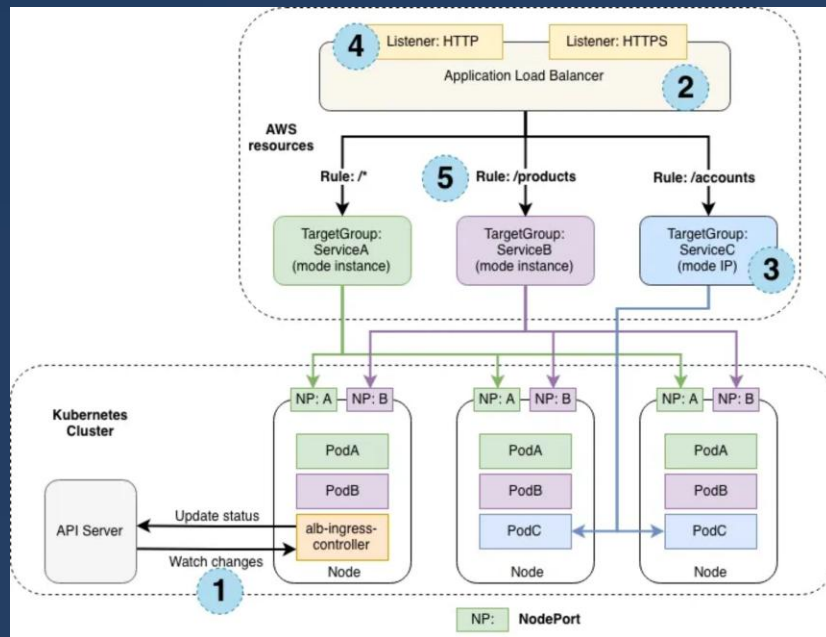 4
Listener: HTTP
Listener: HTTPS
Application Load Balancer
2
AWS
resources
5
Rule: /*
Rule: /products
Rule: /accounts
TargetGroup:
ServiceA
(mode instance)
TargetGroup:
ServiceB
(mode instance)
TargetGroup:
ServiceC
(mode IP)
3
Kubernetes
Cluster
NP: A
NP: B
NP: A
NP: B
NP: A
NP: B
API Server
Update status
Watch changes
1
PodA
PodB
alb-ingress-
controller
Node
PodA
PodB
PodC
Node
PodA
PodB
PodC
Node
NP:
NodePort